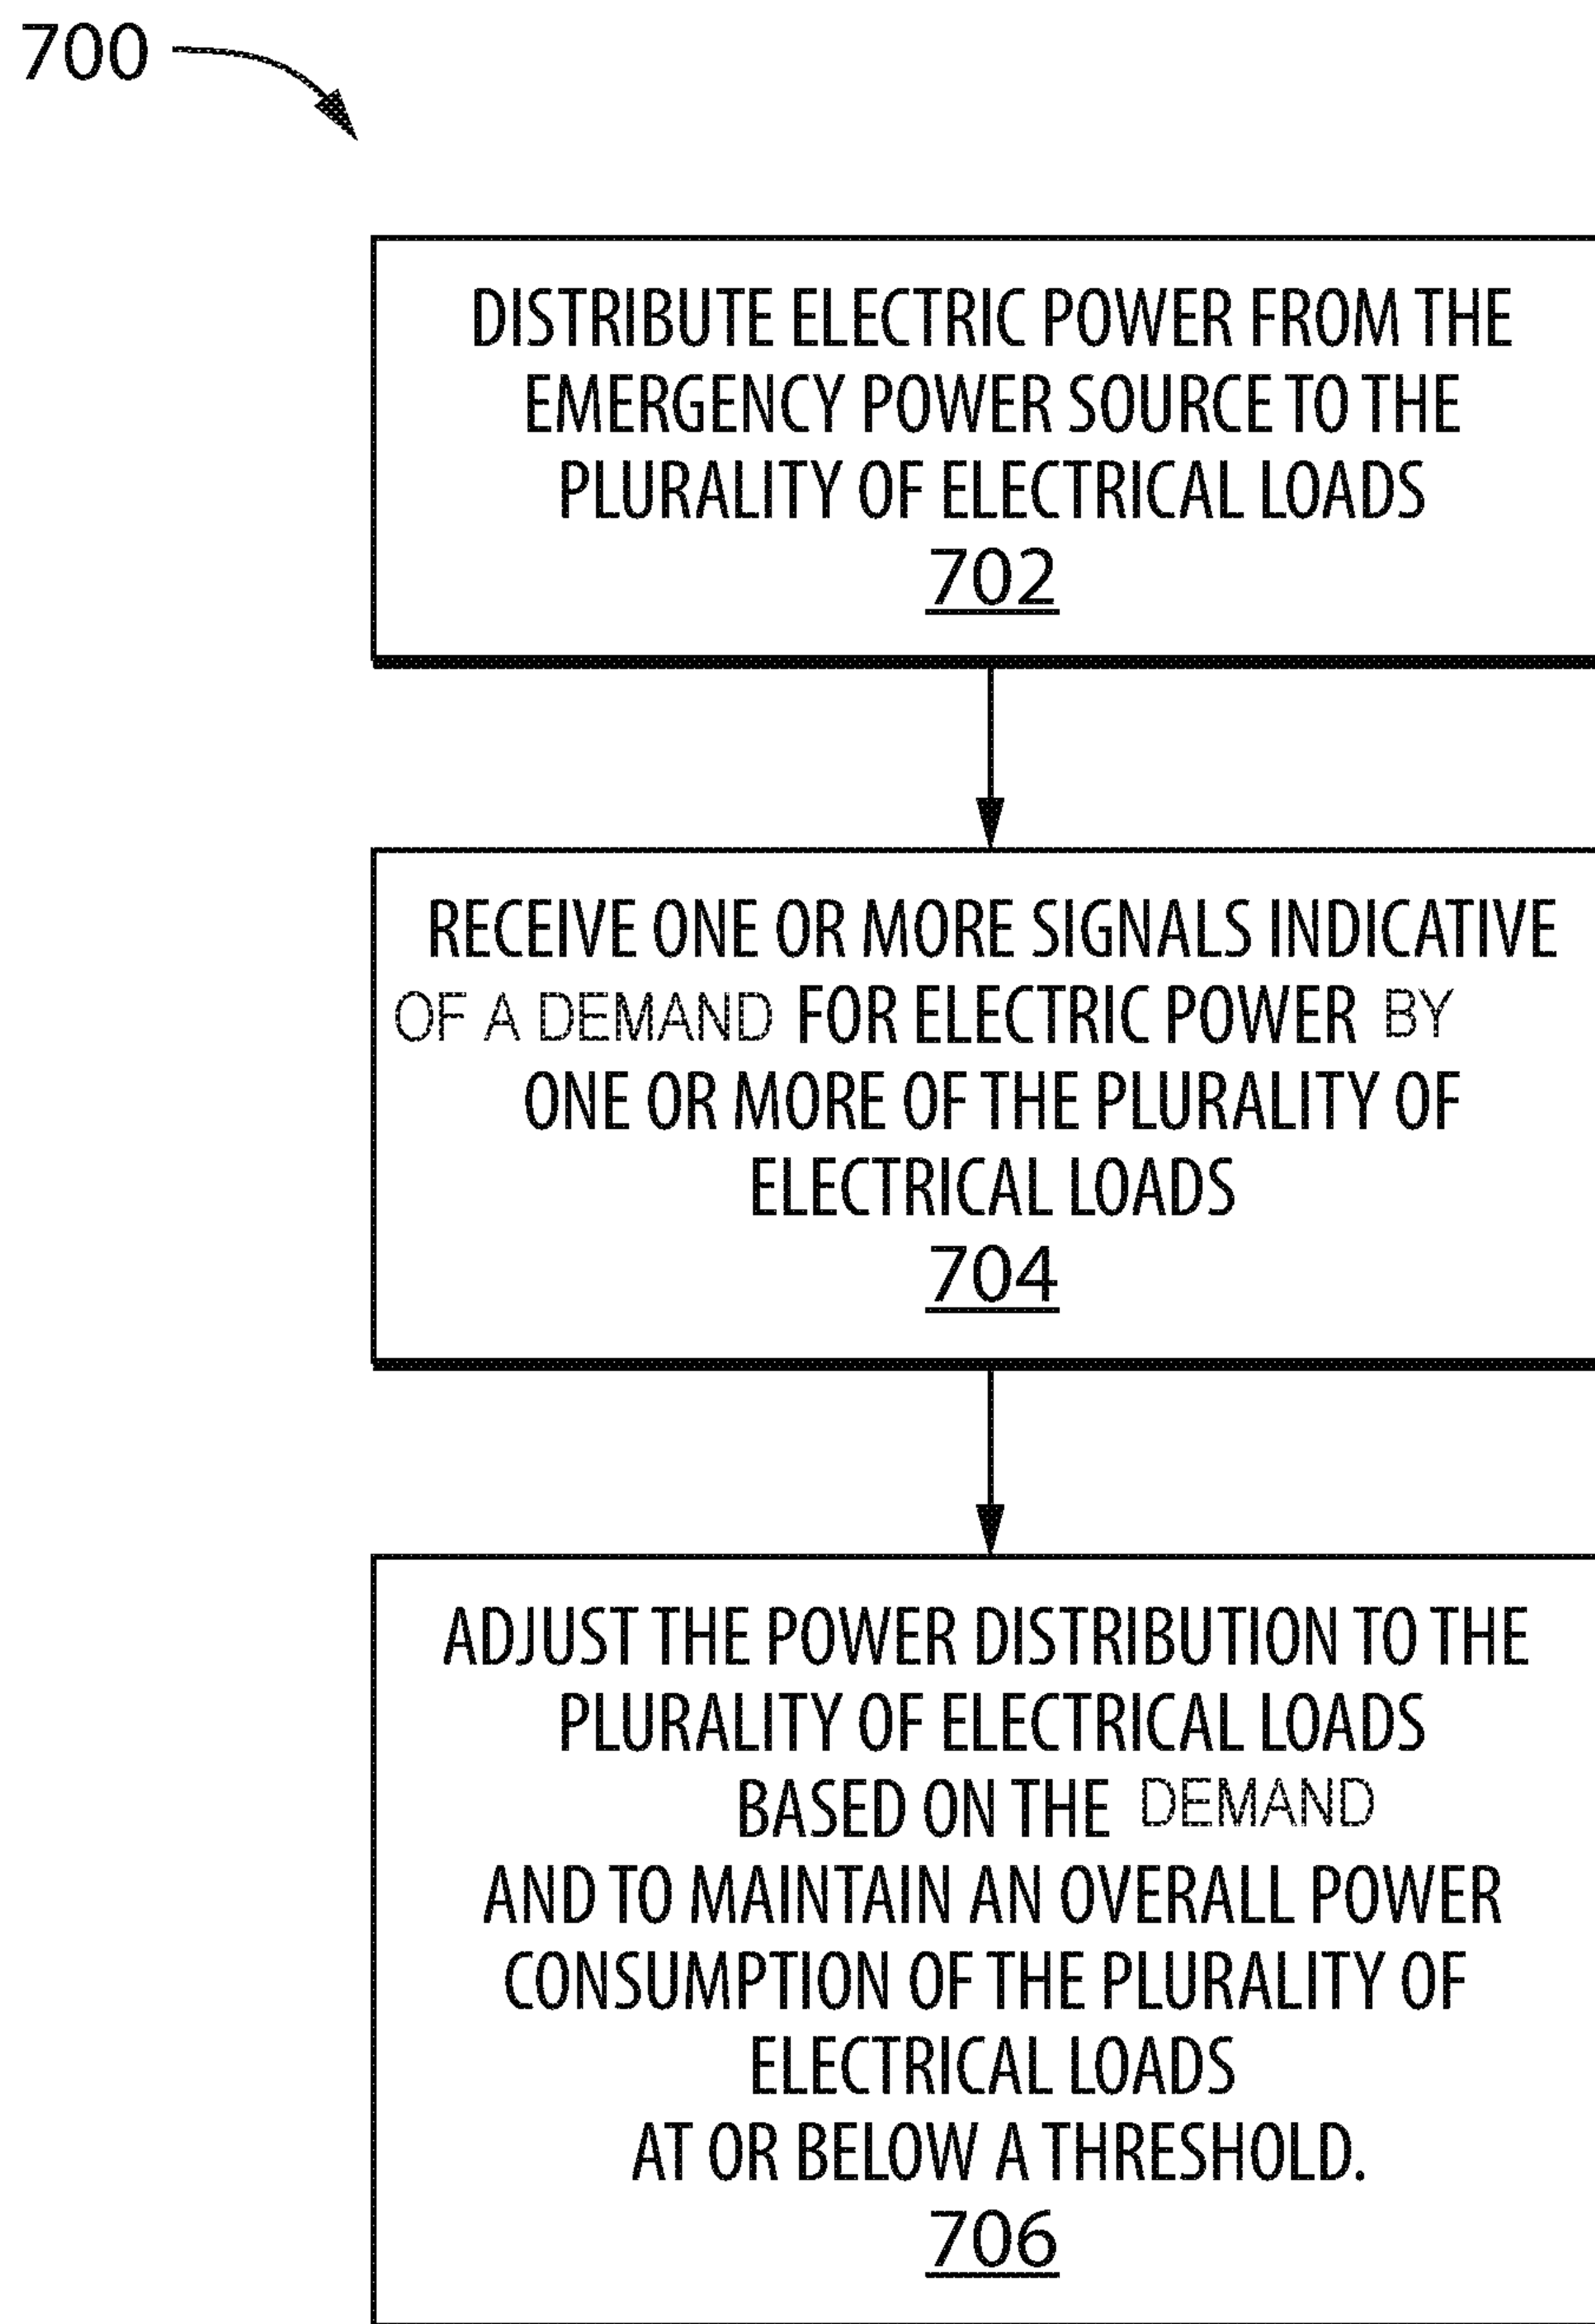 700
DISTRIBUTE ELECTRIC POWER FROM THE
EMERGENCY POWER SOURCE TO THE
PLURALITY OF ELECTRICAL LOADS
702
RECEIVE ONE OR MORE SIGNALS INDICATIVE
OF A DEMAND FOR ELECTRIC POWER BY
ONE OR MORE OF THE PLURALITY OF
ELECTRICAL LOADS
704
ADJUST THE POWER DISTRIBUTION TO THE
PLURALITY OF ELECTRICAL LOADS
BASED ON THE DEMAND
AND TO MAINTAIN AN OVERALL POWER
CONSUMPTION OF THE PLURALITY OF
ELECTRICAL LOADS
AT OR BELOW A THRESHOLD.
706